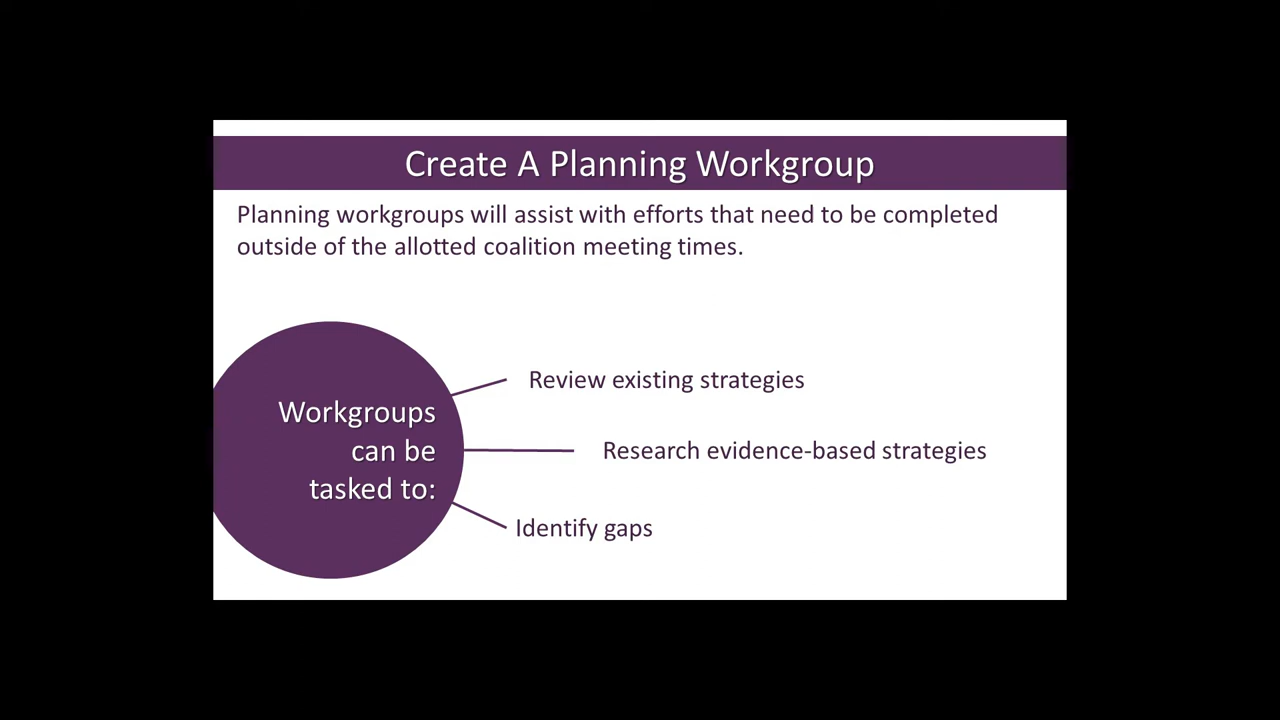 Create A Planning Workgroup
Planning workgroups will assist with efforts that need to be completed
outside of the allotted coalition meeting times.
Workgroups
can be
tasked to:
Review existing strategies
Research evidence-based strategies
Identify gaps